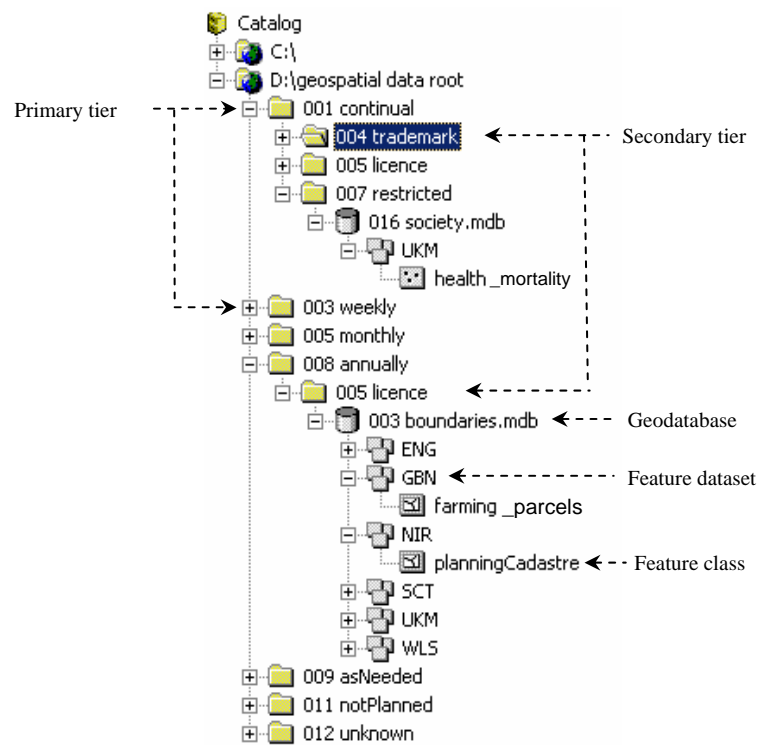 Catalog
C:\
D:\geospatial data root
Primary tier
001 continual
004 trademark
Secondary tier
005 licence
007 restricted
016 society.mdb
UKM
health _mortality
003 weekly
005 monthly
008 annually
005 licence
003 boundaries.mdb
Geodatabase
ENG
GBN
Feature dataset
farming _parcels
NIR
planningCadastre
Feature class
SCT
UKM
WLS
009 asNeeded
011 notPlanned
012 unknown